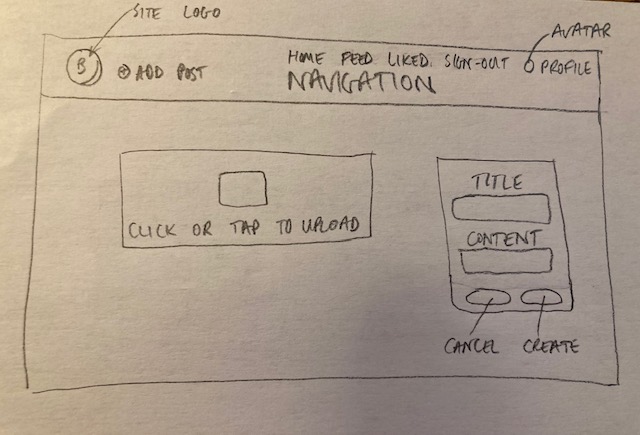 SITE LOGO
AVATAR
B
⊕ ADD POST
HOME FEED LIKED. SIGN-OUT O PROFILE
NAVIGATION
CLICK OR TAP TO UPLOAD
TITLE
CONTENT
CANCEL CREATE